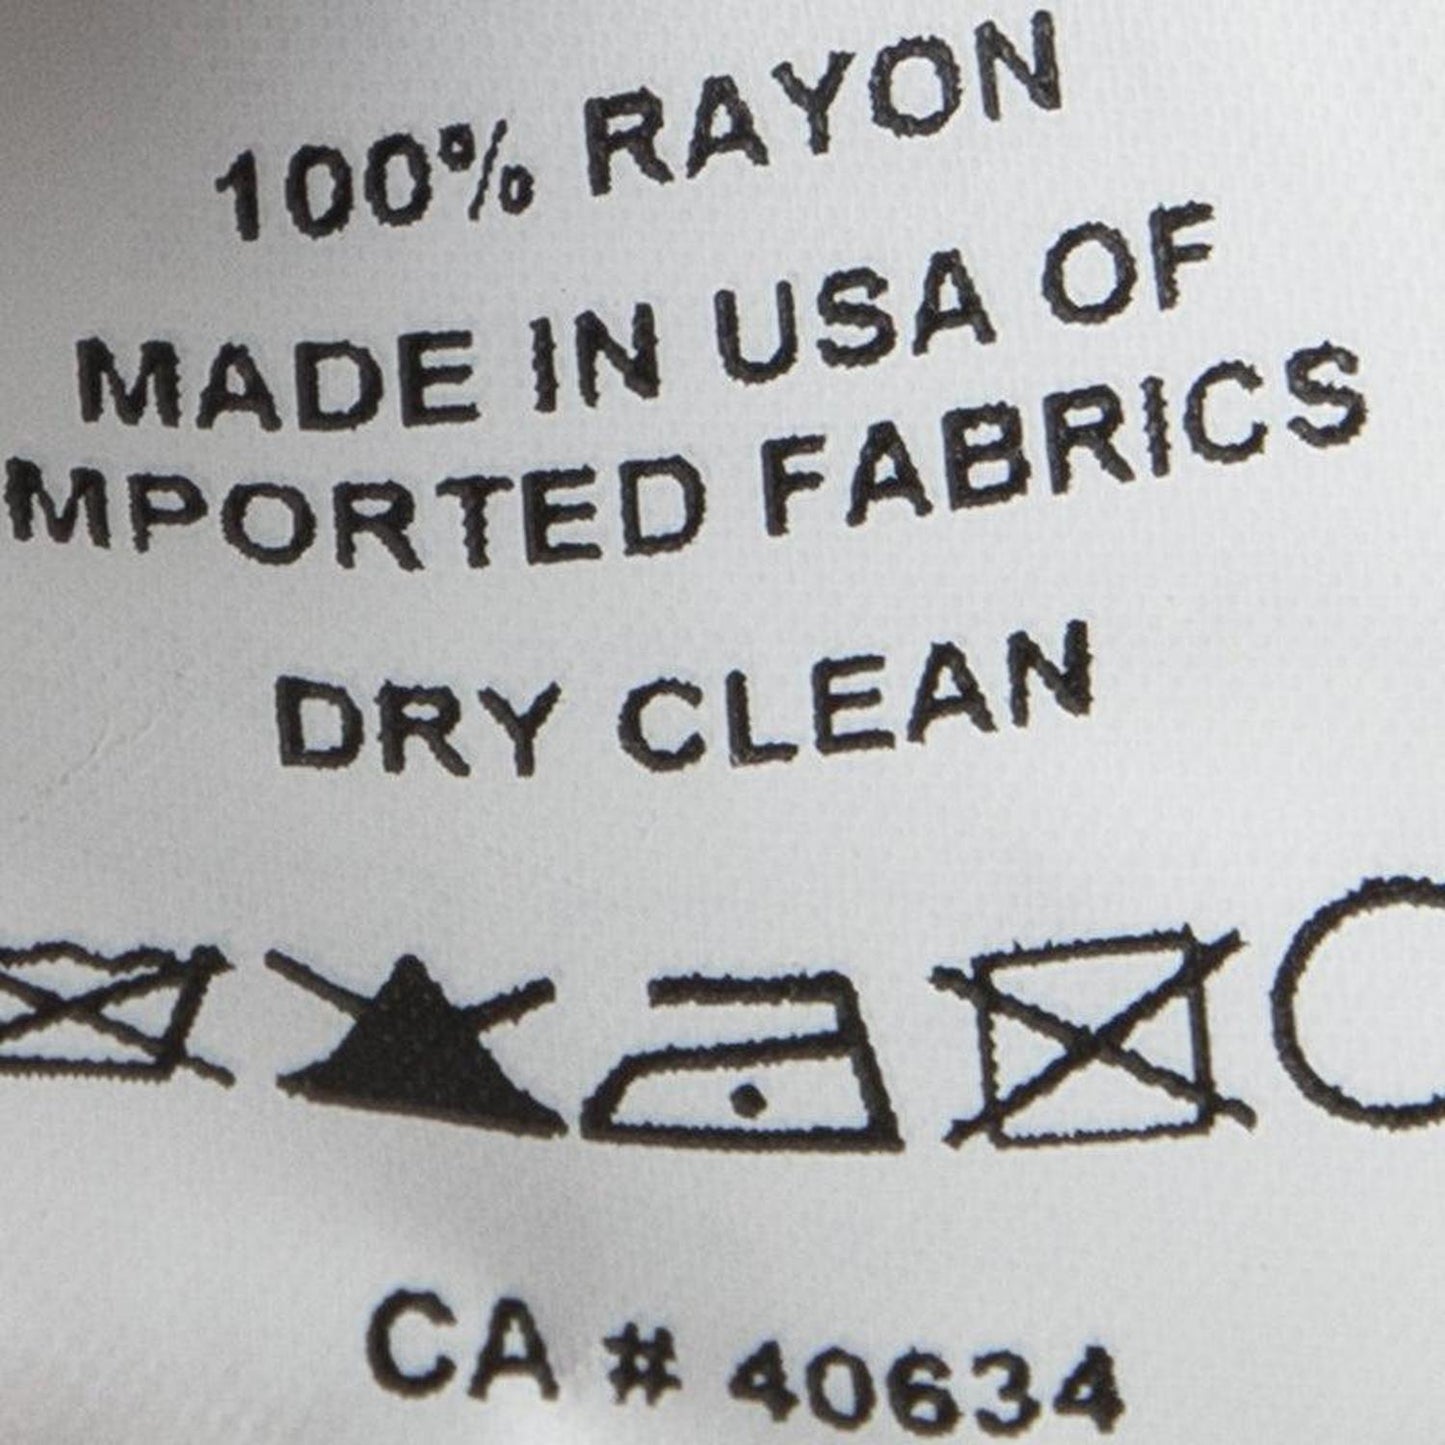 100% RAYON
MADE IN USA OF
MPORTED FABRICS
DRY CLEAN
CA # 40634